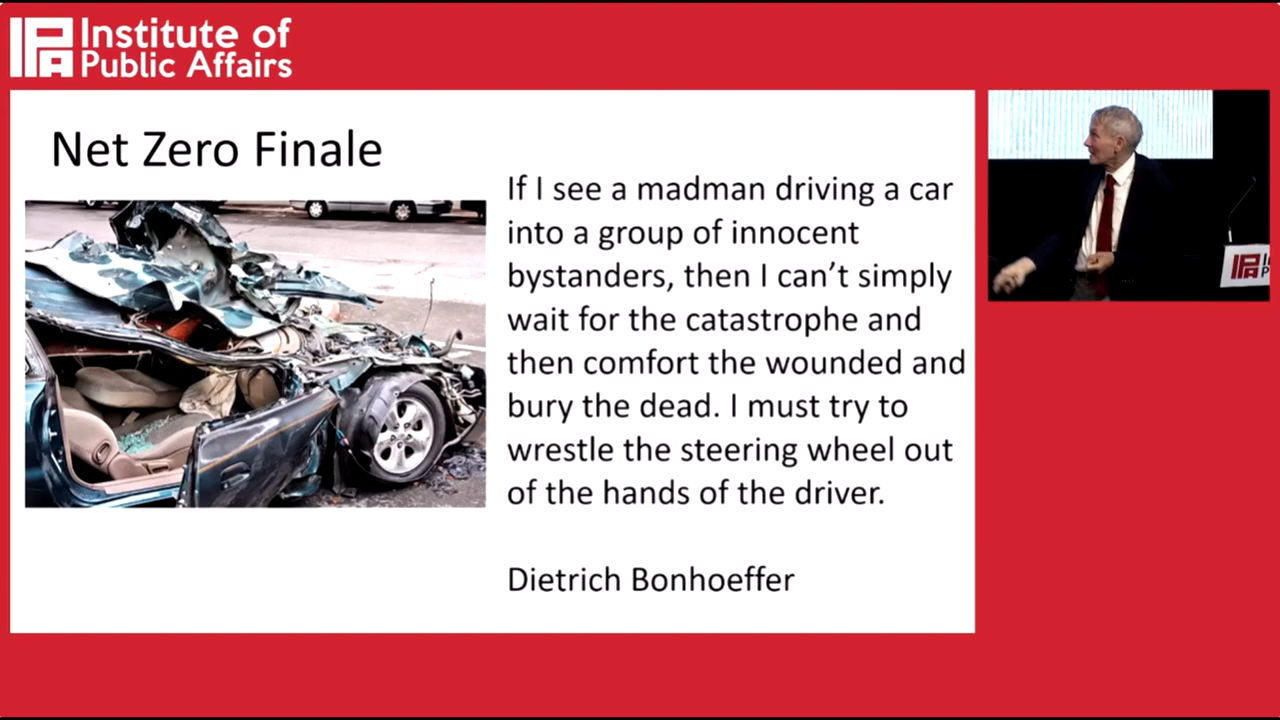 Institute of
Public Affairs
Net Zero Finale
If I see a madman driving a car
into a group of innocent
bystanders, then I can’t simply
wait for the catastrophe and
then comfort the wounded and
bury the dead. I must try to
wrestle the steering wheel out
of the hands of the driver.
Dietrich Bonhoeffer